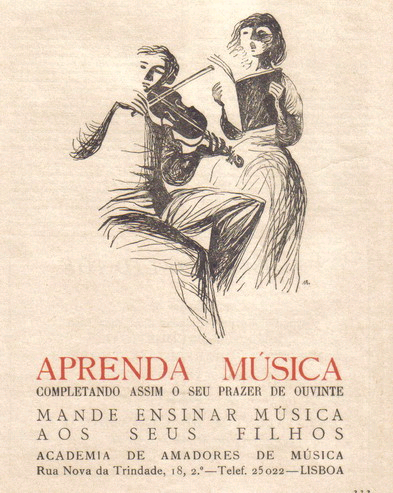 APRENDA MÚSICA
COMPLETANDO ASSIM O SEU PRAZER DE OUVINTE
MANDE ENSINAR MÚSICA
AOS SEUS FILHOS
ACADEMIA DE AMADORES DE MÚSICA
Rua Nova da Trindade, 18, 2.º—Telef. 25022—LISBOA